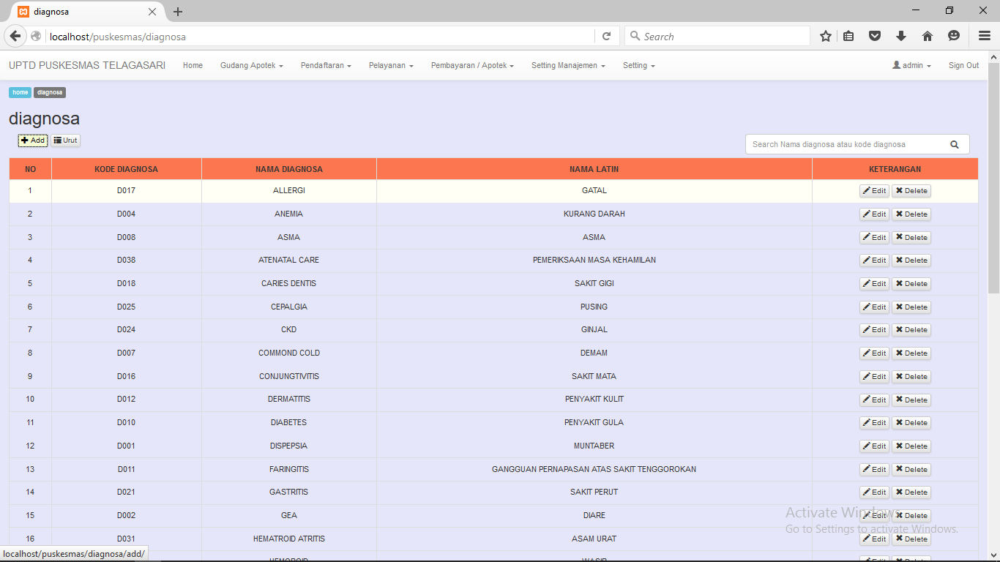 diagnosa
localhost/puskesmas/diagnosa
Search
UPTD PUSKESMAS TELAGASARI Home Gudang Apotek Pendaftaran Pelayanan Pembayaran / Apotek Setting Manajemen Setting admin Sign Out
home diagnosa
diagnosa
Add Urut Search Nama diagnosa atau kode diagnosa
NO KODE DIAGNOSA NAMA DIAGNOSA NAMA LATIN KETERANGAN
1 D017 ALLERGI GATAL Edit Delete
2 D004 ANEMIA KURANG DARAH Edit Delete
3 D008 ASMA ASMA Edit Delete
4 D038 ATENATAL CARE PEMERIKSAAN MASA KEHAMILAN Edit Delete
5 D018 CARIES DENTIS SAKIT GIGI Edit Delete
6 D025 CEPALGIA PUSING Edit Delete
7 D024 CKD GINJAL Edit Delete
8 D007 COMMOND COLD DEMAM Edit Delete
9 D016 CONJUNGTIVITIS SAKIT MATA Edit Delete
10 D012 DERMATITIS PENYAKIT KULIT Edit Delete
11 D010 DIABETES PENYAKIT GULA Edit Delete
12 D001 DISPEPSIA MUNTABER Edit Delete
13 D011 FARINGITIS GANGGUAN PERNAPASAN ATAS SAKIT TENGGOROKAN Edit Delete
14 D021 GASTRITIS SAKIT PERUT Edit Delete
Activate Windows
15 D002 GEA DIARE Edit Delete
Go to Settings to activate Windows.
16 D031 HEMATROID ATRITIS ASAM URAT Edit Delete
localhost/puskesmas/diagnosa/add/